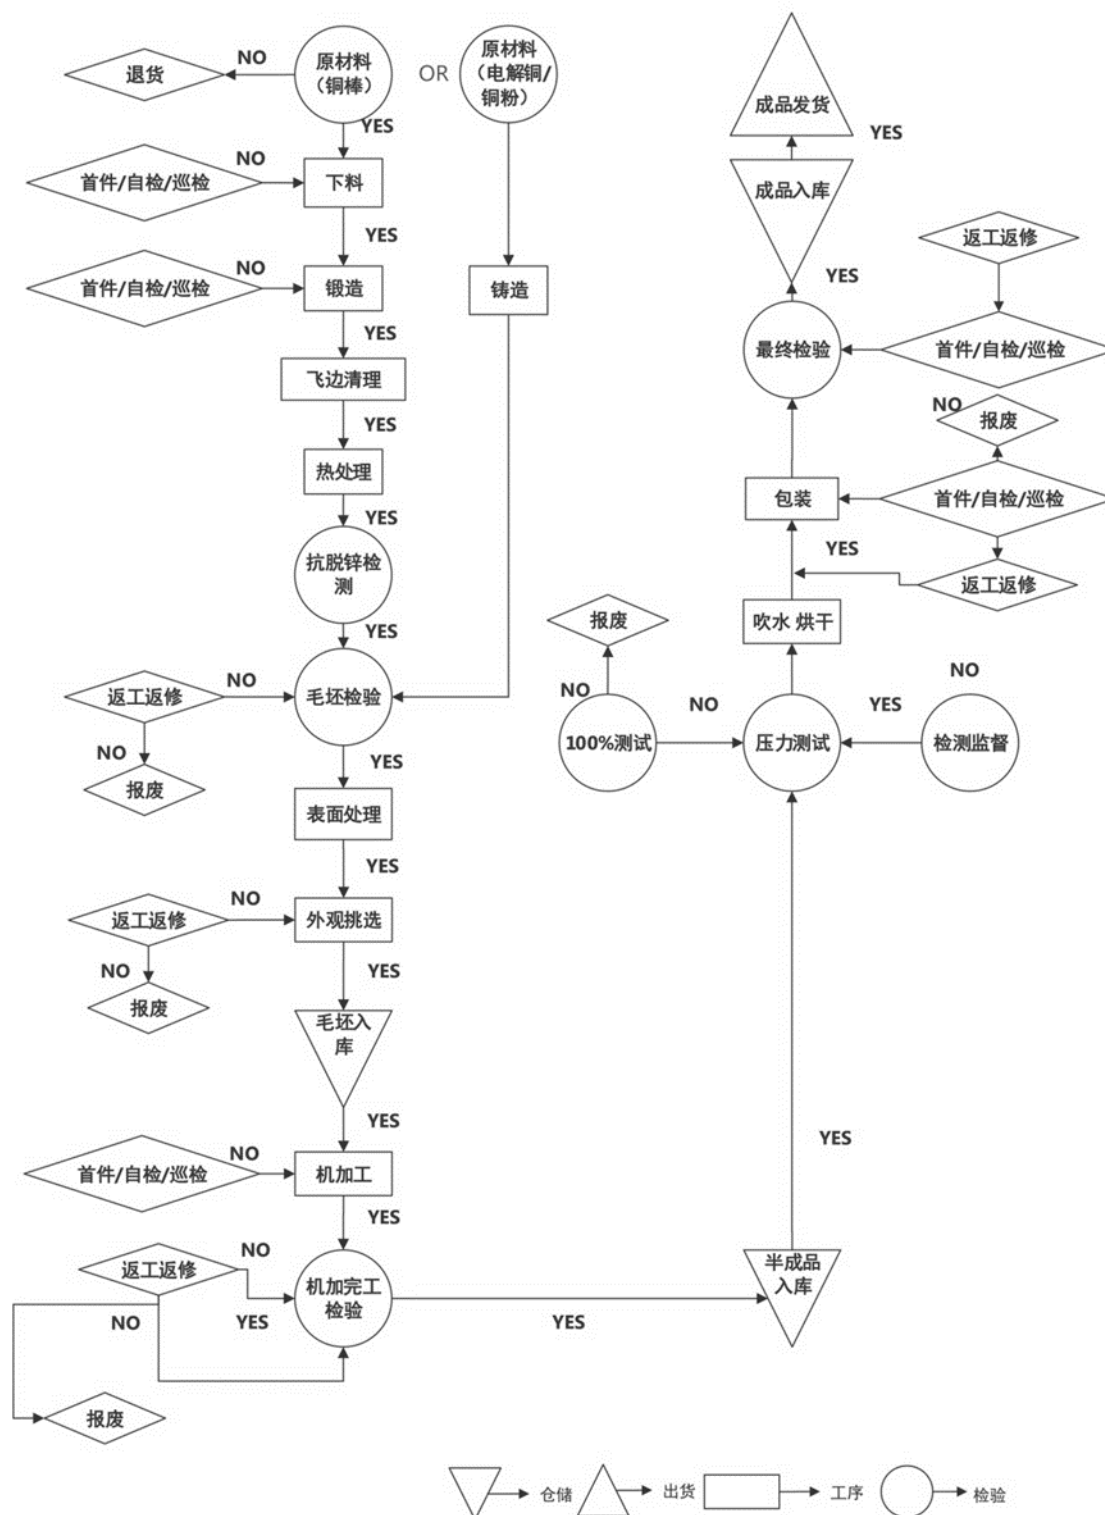 退货
NO
原材料
（铜棒）
OR
原材料
（电解铜/
铜粉）
YES
首件/自检/巡检
NO
下料
YES
首件/自检/巡检
NO
锻造
铸造
YES
飞边清理
YES
热处理
YES
抗脱锌检
测
YES
返工返修
NO
毛坯检验
NO
报废
YES
表面处理
YES
返工返修
NO
外观挑选
NO
报废
YES
毛坯入
库
YES
首件/自检/巡检
NO
机加工
YES
返工返修
NO
YES
机加完工
检验
NO
报废
YES
半成品
入库
YES
报废
NO
100%测试
NO
压力测试
YES
NO
检测监督
吹水 烘干
YES
返工返修
包装
首件/自检/巡检
NO
报废
最终检验
首件/自检/巡检
返工返修
YES
成品入库
YES
成品发货
仓储
出货
工序
检验